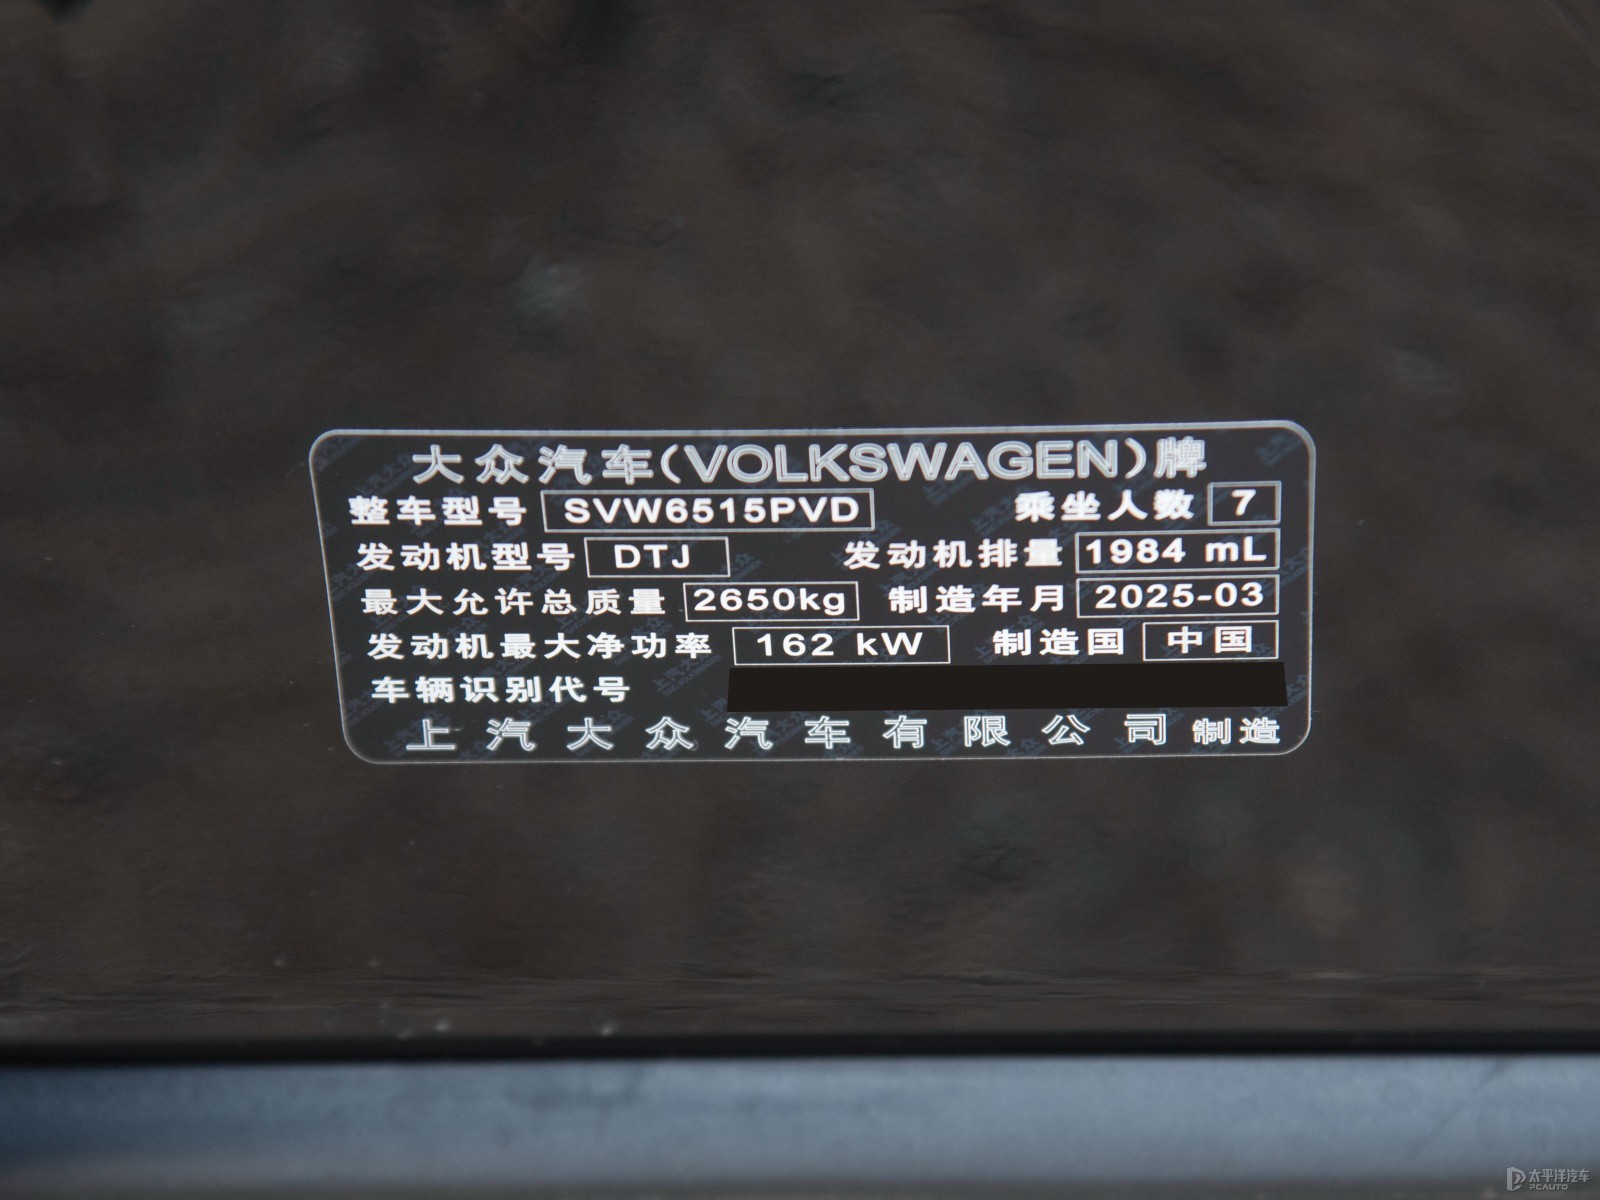 大众汽车(VOLKSWAGEN)牌
整车型号 SVW6515PVD 乘坐人数 7
发动机型号 DTJ 发动机排量 1984 mL
最大允许总质量 2650kg 制造年月 2025-03
发动机最大净功率 162 kW 制造国 中国
车辆识别代号
上汽大众汽车有限公司 制造
太平洋汽车
PCAUTO